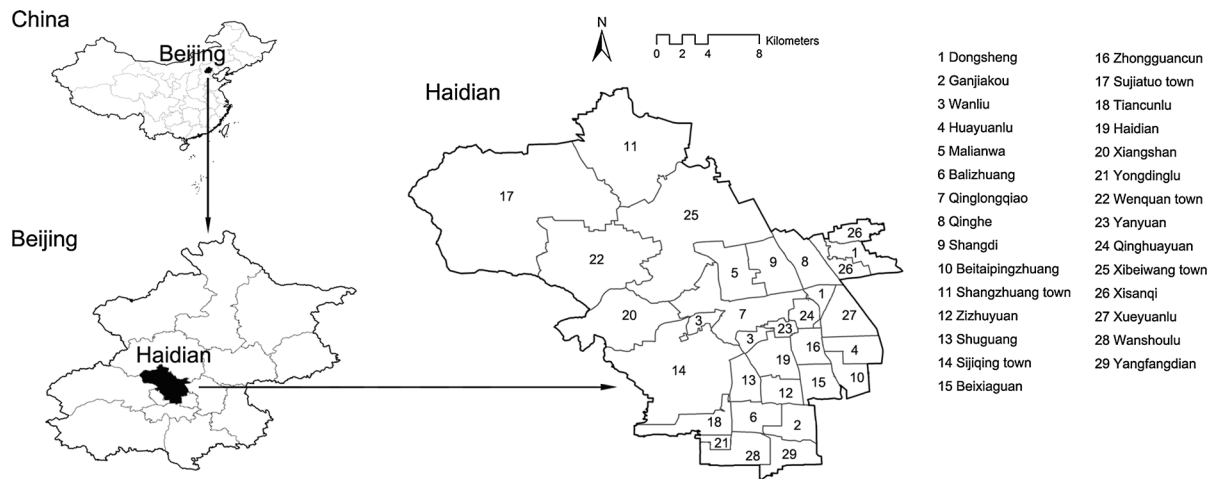 China
Beijing
Beijing
Haidian
Haidian
N
0 2 4 8 Kilometers
11
17
25
26
1
26
22
5
9
8
1
20
3
7
24
27
23
3
16
4
14
19
10
13
12
15
18
6
2
21
28
29
1 Dongsheng
2 Ganjiakou
3 Wanliu
4 Huayuanlu
5 Malianwa
6 Balizhuang
7 Qinglongqiao
8 Qinghe
9 Shangdi
10 Beitaipingzhuang
11 Shangzhuang town
12 Zizhuyuan
13 Shuguang
14 Sijiqing town
15 Beixiaguan
16 Zhongguancun
17 Sujiatuo town
18 Tiancunlu
19 Haidian
20 Xiangshan
21 Yongdinglu
22 Wenquan town
23 Yanyuan
24 Qinghuayuan
25 Xibeiwang town
26 Xisanqi
27 Xueyuanlu
28 Wanshoulu
29 Yangfangdian